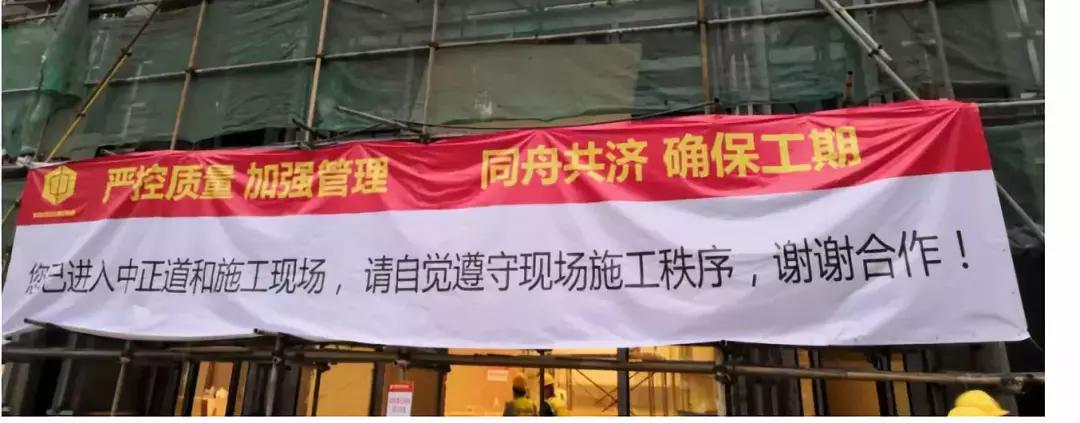 严控质量 加强管理 同舟共济 确保工期
您已进入中正道和施工现场，请自觉遵守现场施工秩序，谢谢合作！